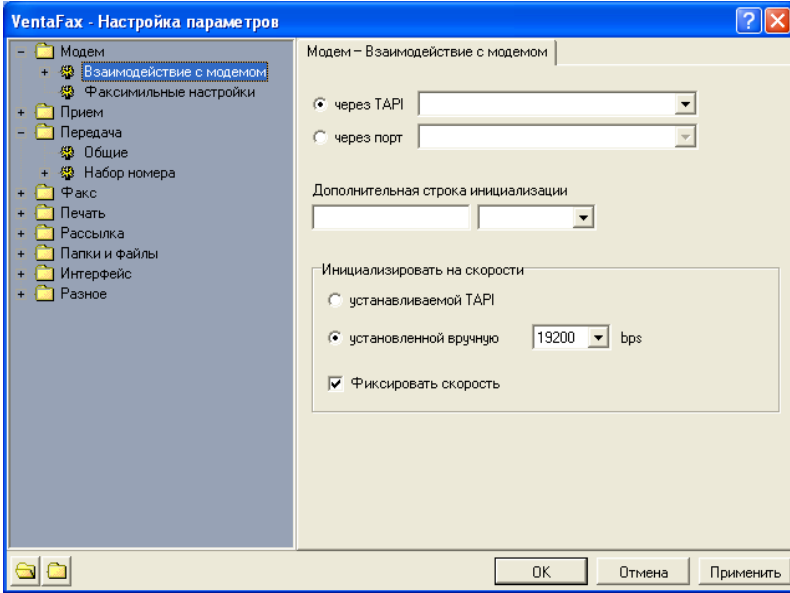 VentaFax - Настройка параметров
Модем
Взаимодействие с модемом
Факсимильные настройки
Прием
Передача
Общие
Набор номера
Факс
Печать
Рассылка
Папки и файлы
Интерфейс
Разное
Модем – Взаимодействие с модемом
через TAPI
через порт
Дополнительная строка инициализации
Инициализировать на скорости
устанавливаемой TAPI
установленной вручную 19200 bps
Фиксировать скорость
OK Отмена Применить